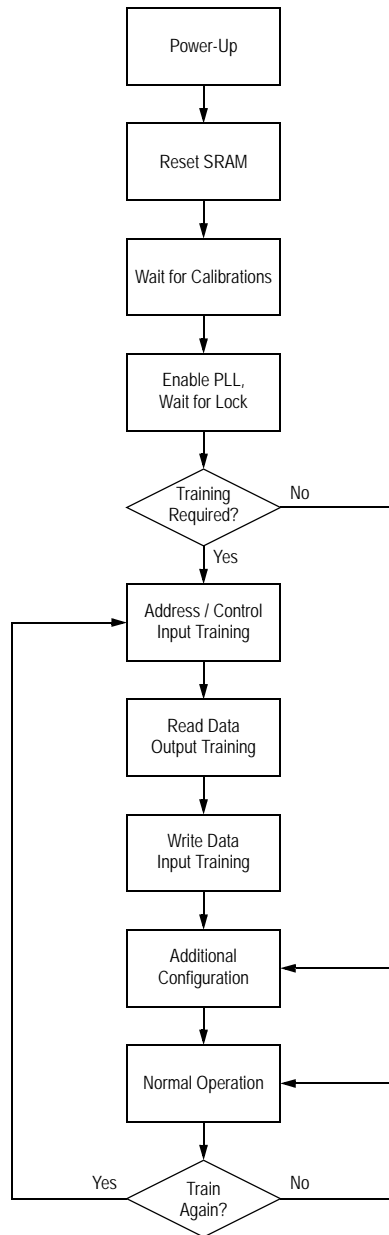 Power-Up
Reset SRAM
Wait for Calibrations
Enable PLL,
Wait for Lock
Training
Required?
No
Yes
Address / Control
Input Training
Read Data
Output Training
Write Data
Input Training
Additional
Configuration
Normal Operation
Yes
Train
Again?
No